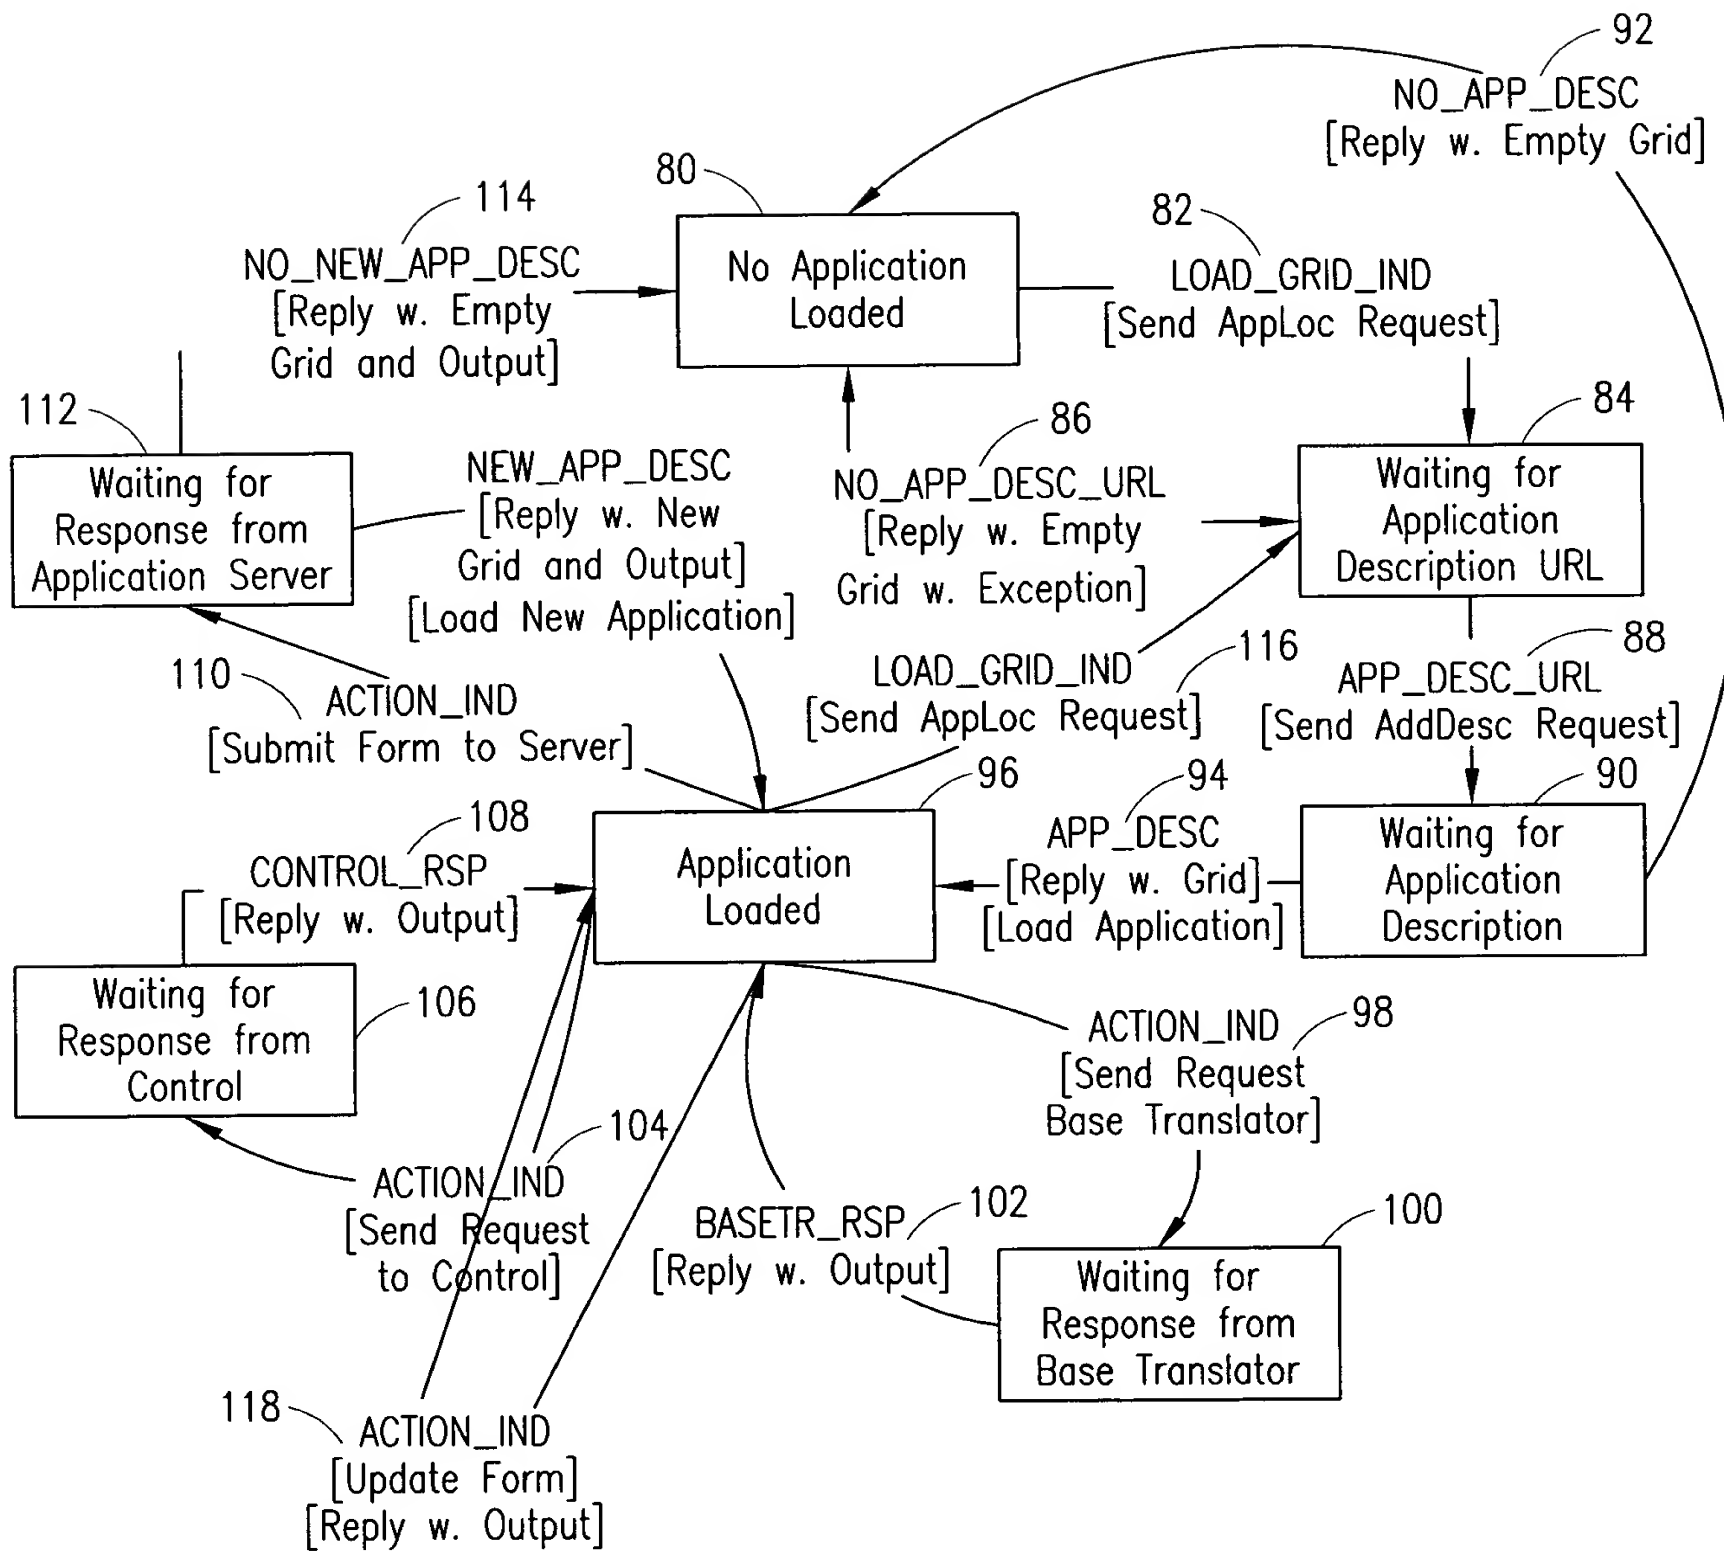 92
NO_APP_DESC
[Reply w. Empty Grid]
80
114
82
NO_NEW_APP_DESC
[Reply w. Empty
Grid and Output]
No Application
Loaded
LOAD_GRID_IND
[Send AppLoc Request]
112
86
84
Waiting for
Response from
Application Server
NEW_APP_DESC
[Reply w. New
Grid and Output]
[Load New Application]
NO_APP_DESC_URL
[Reply w. Empty
Grid w. Exception]
Waiting for
Application
Description URL
110
ACTION_IND
[Submit Form to Server]
LOAD_GRID_IND
[Send AppLoc Request]
116
88
APP_DESC_URL
[Send AddDesc Request]
96
94
90
108
CONTROL_RSP
[Reply w. Output]
Application
Loaded
APP_DESC
[Reply w. Grid]
[Load Application]
Waiting for
Application
Description
Waiting for
Response from
Control
106
ACTION_IND
[Send Request
Base Translator]
98
104
ACTION_IND
[Send Request
to Control]
BASETR_RSP
[Reply w. Output]
102
100
Waiting for
Response from
Base Translator
118
ACTION_IND
[Update Form]
[Reply w. Output]